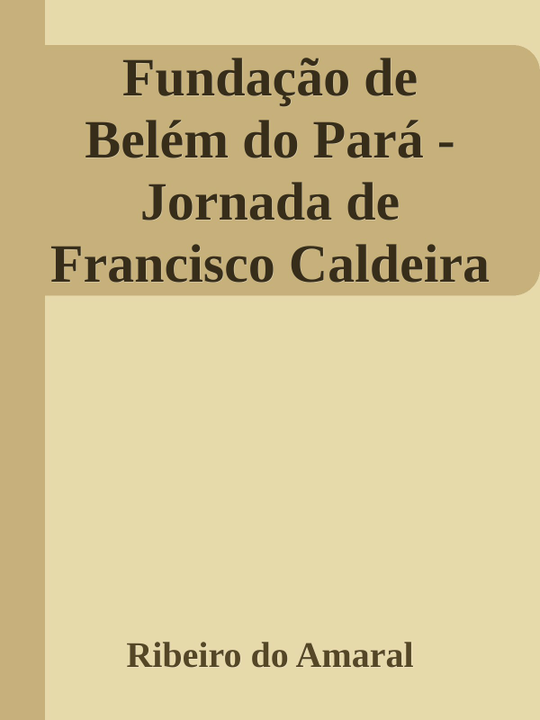 Fundação de
Belém do Pará -
Jornada de
Francisco Caldeira
Ribeiro do Amaral